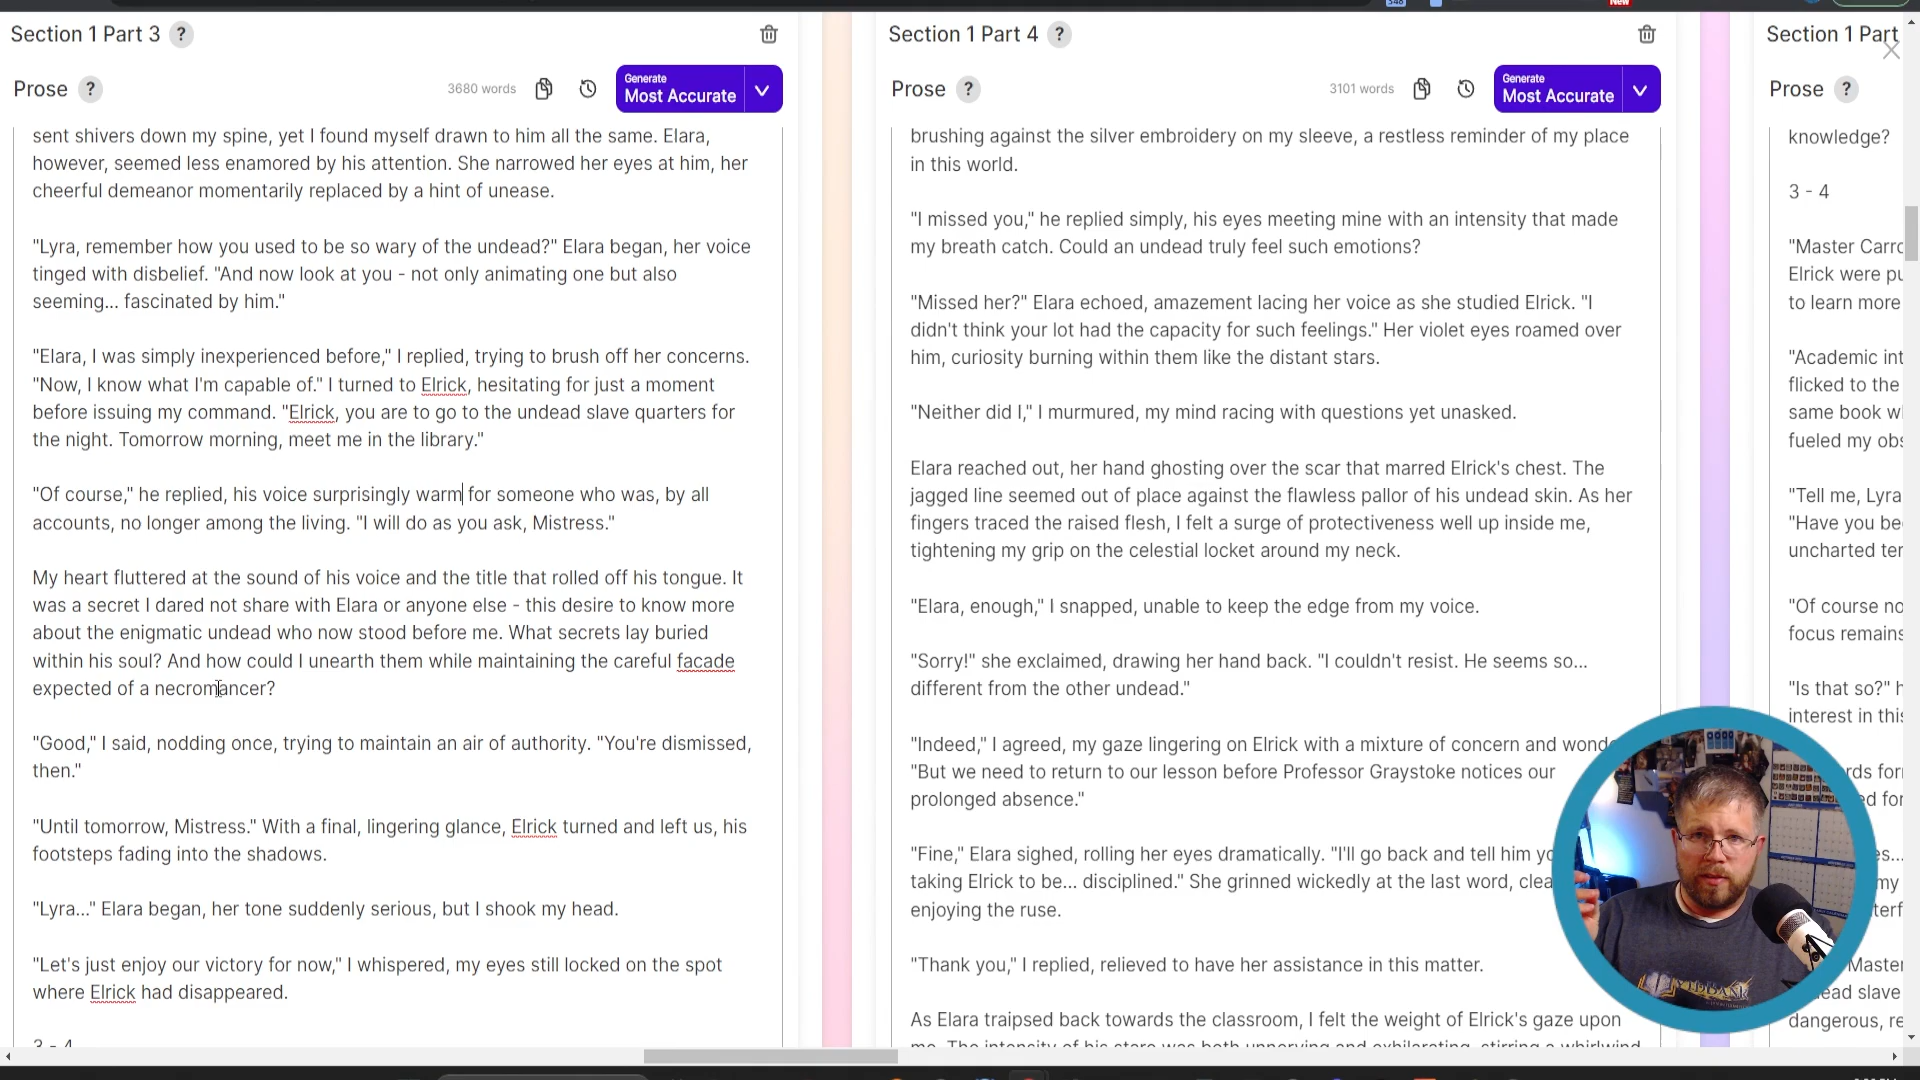 Section 1 Part 3 ?
Prose ?
3680 words
Generate
Most Accurate
sent shivers down my spine, yet I found myself drawn to him all the same. Elara,
however, seemed less enamored by his attention. She narrowed her eyes at him, her
cheerful demeanor momentarily replaced by a hint of unease.
"Lyra, remember how you used to be so wary of the undead?" Elara began, her voice
tinged with disbelief. "And now look at you - not only animating one but also
seeming... fascinated by him."
"Elara, I was simply inexperienced before," I replied, trying to brush off her concerns.
"Now, I know what I'm capable of." I turned to Elrick, hesitating for just a moment
before issuing my command. "Elrick, you are to go to the undead slave quarters for
the night. Tomorrow morning, meet me in the library."
"Of course," he replied, his voice surprisingly warm for someone who was, by all
accounts, no longer among the living. "I will do as you ask, Mistress."
My heart fluttered at the sound of his voice and the title that rolled off his tongue. It
was a secret I dared not share with Elara or anyone else - this desire to know more
about the enigmatic undead who now stood before me. What secrets lay buried
within his soul? And how could I unearth them while maintaining the careful facade
expected of a necromancer?
"Good," I said, nodding once, trying to maintain an air of authority. "You're dismissed,
then."
"Until tomorrow, Mistress." With a final, lingering glance, Elrick turned and left us, his
footsteps fading into the shadows.
"Lyra..." Elara began, her tone suddenly serious, but I shook my head.
"Let's just enjoy our victory for now," I whispered, my eyes still locked on the spot
where Elrick had disappeared.
3 - 4
Section 1 Part 4 ?
Prose ?
3101 words
Generate
Most Accurate
brushing against the silver embroidery on my sleeve, a restless reminder of my place
in this world.
"I missed you," he replied simply, his eyes meeting mine with an intensity that made
my breath catch. Could an undead truly feel such emotions?
"Missed her?" Elara echoed, amazement lacing her voice as she studied Elrick. "I
didn't think your lot had the capacity for such feelings." Her violet eyes roamed over
him, curiosity burning within them like the distant stars.
"Neither did I," I murmured, my mind racing with questions yet unasked.
Elara reached out, her hand ghosting over the scar that marred Elrick's chest. The
jagged line seemed out of place against the flawless pallor of his undead skin. As her
fingers traced the raised flesh, I felt a surge of protectiveness well up inside me,
tightening my grip on the celestial locket around my neck.
"Elara, enough," I snapped, unable to keep the edge from my voice.
"Sorry!" she exclaimed, drawing her hand back. "I couldn't resist. He seems so...
different from the other undead."
"Indeed," I agreed, my gaze lingering on Elrick with a mixture of concern and
"But we need to return to our lesson before Professor Graystoke notices our
prolonged absence."
"Fine," Elara sighed, rolling her eyes dramatically. "I'll go back and tell him
taking Elrick to be... disciplined." She grinned wickedly at the last word,
enjoying the ruse.
"Thank you," I replied, relieved to have her assistance in this matter.
As Elara traipsed back towards the classroom, I felt the weight of Elrick's gaze upon
me. The intensity of his stare was both unnerving and exhilarating, stirring a whirlwind
Section 1 Part
Prose ?
knowledge?
3 - 4
"Master
Elrick were
to learn more
"Academic
flicked to the
same book
fueled my
"Tell me, Lyra
"Have you
uncharted
"Of course
focus remains
"Is that so?"
interest in this
Master
slave
dangerous,
New